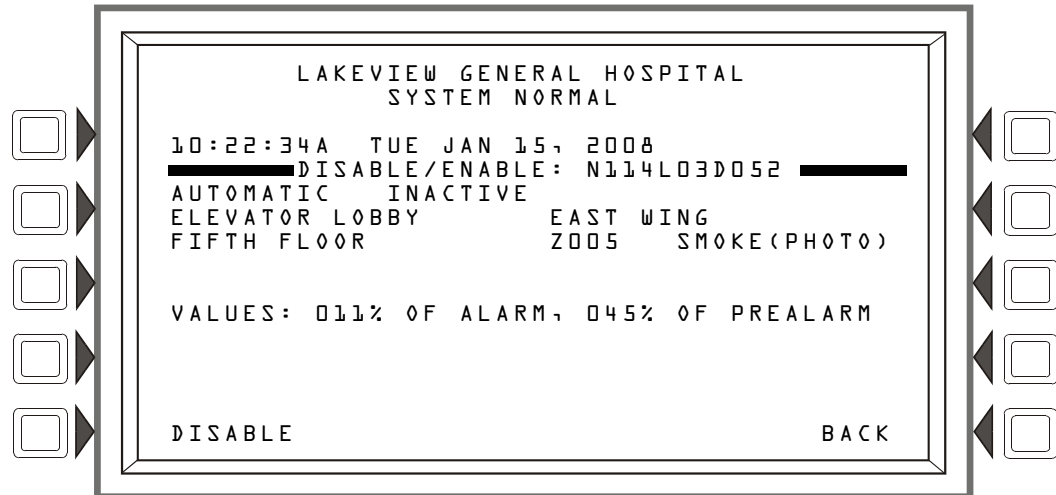 LAKEVIEW GENERAL HOSPITAL
SYSTEM NORMAL
10:22:34A TUE JAN 15, 2008
DISABLE/ENABLE: N114L03D052
AUTOMATIC INACTIVE
ELEVATOR LOBBY EAST WING
FIFTH FLOOR Z005 SMOKE(PHOTO)
VALUES: 011% OF ALARM, 045% OF PREALARM
DISABLE BACK